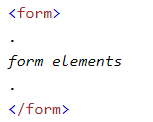 <form>
.
form elements
.
</form>